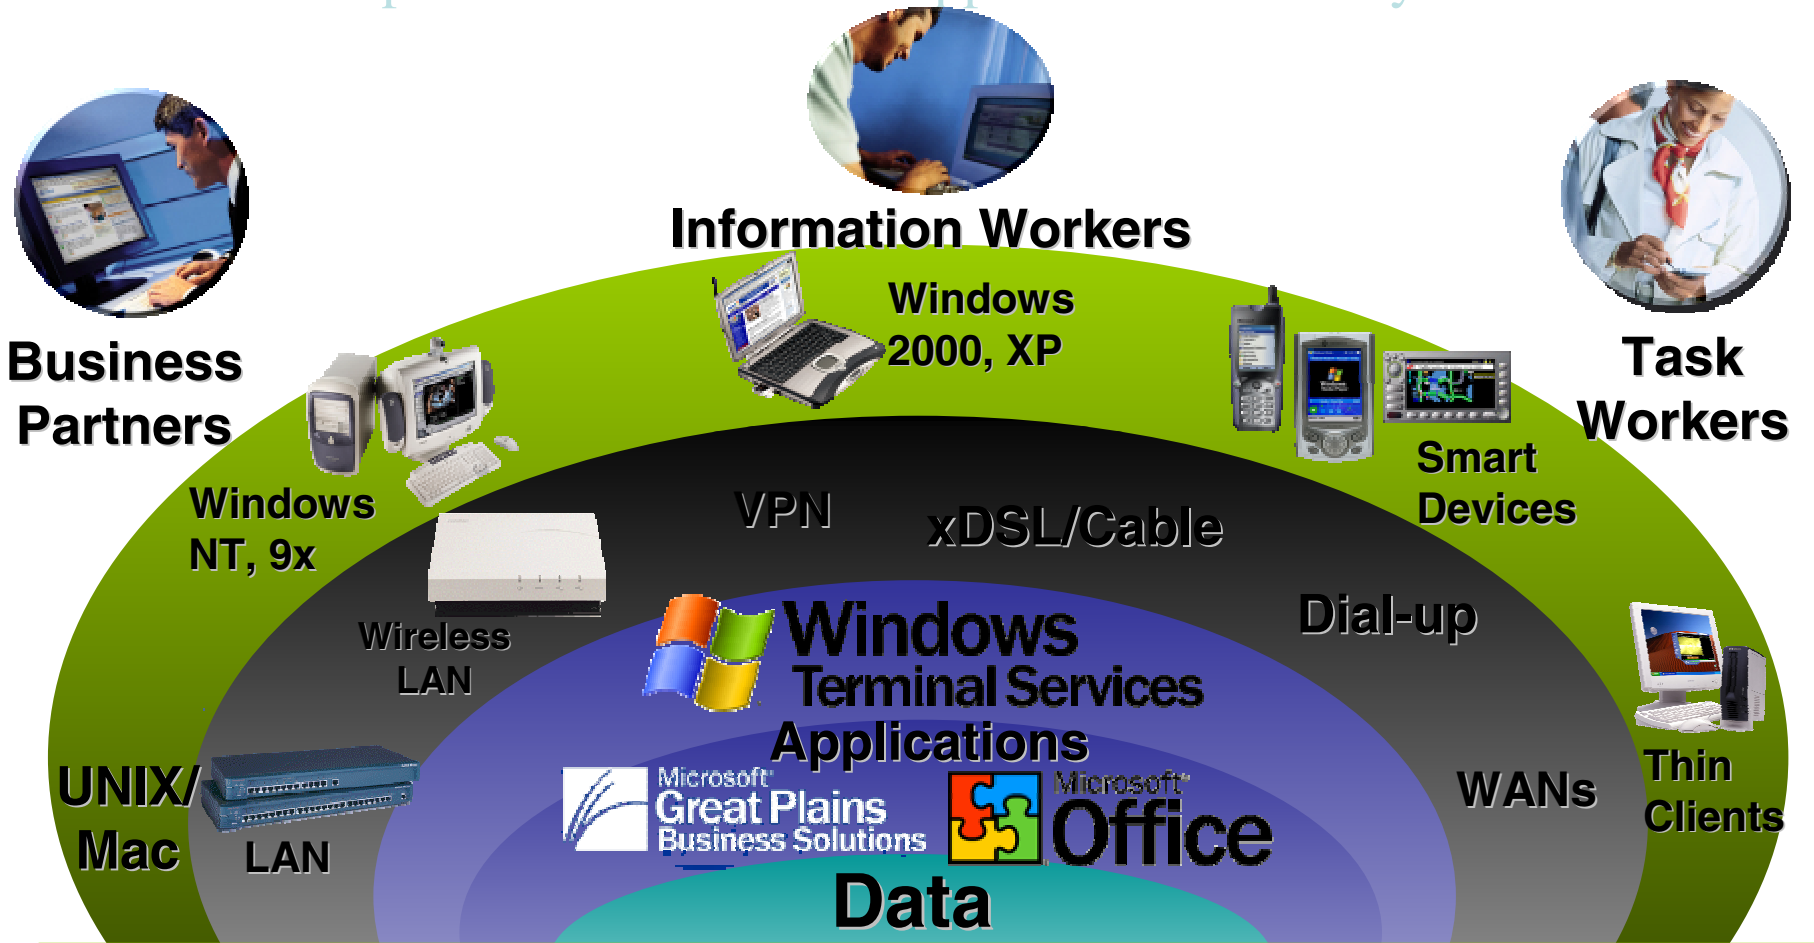 Information Workers
Business
Partners
Task
Workers
Windows
2000, XP
Smart
Devices
Windows
NT, 9x
VPN
xDSL/Cable
Dial-up
Wireless
LAN
Windows
Terminal Services
Applications
Microsoft
Great Plains
Business Solutions
Microsoft
Office
UNIX/
Mac
LAN
WANs
Thin
Clients
Data